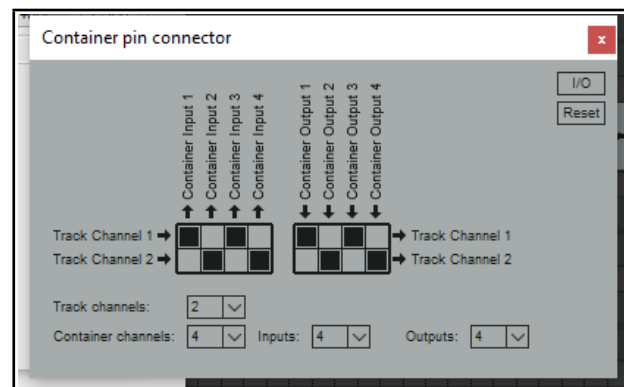 Container pin connector
x
I/O
Reset
Container Input 1
Container Input 2
Container Input 3
Container Input 4
Container Output 1
Container Output 2
Container Output 3
Container Output 4
Track Channel 1 → → Track Channel 1
Track Channel 2 → → Track Channel 2
Track channels: 2
Container channels: 4 Inputs: 4 Outputs: 4